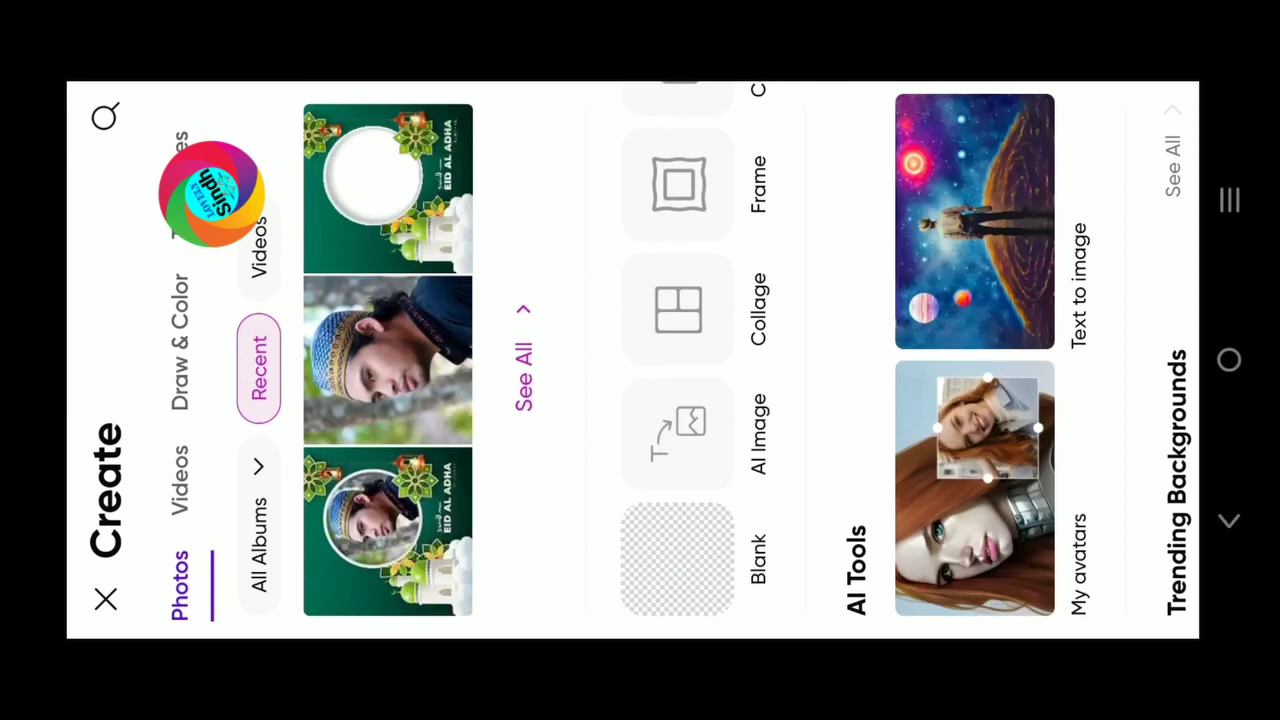 Create
Photos Videos Draw & Color
LOVELY
Sindh
All Albums Recent Videos
EID AL ADHA
EID AL ADHA
See All
Blank AI Image Collage Frame C
AI Tools
My avatars Text to image
Trending Backgrounds See All